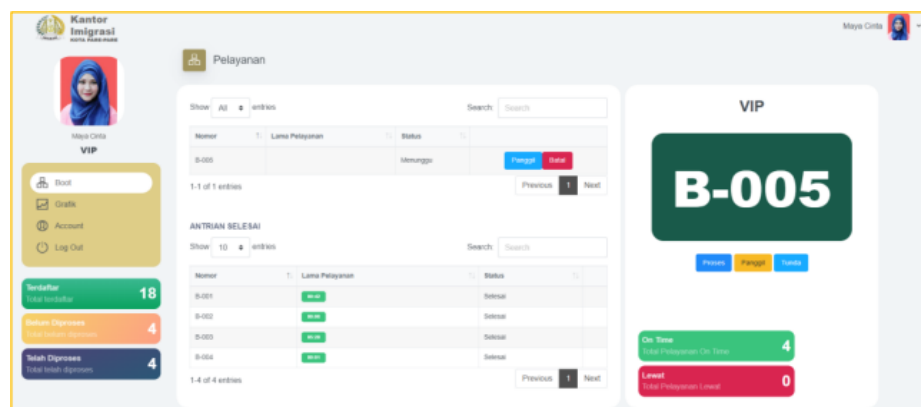 Kantor
Imigrasi
KOTA PARE-PARE
Maya Cinta
Pelayanan
Maya Cinta
VIP
Boot
Grafik
Account
Log Out
Terdaftar
Total terdaftar
18
Belum Diproses
Total belum diproses
4
Telah Diproses
Total telah diproses
4
Show All entries
Search: Search
Nomor Lama Pelayanan Status
B-005 Menunggu Panggil Batal
1-1 of 1 entries
Previous 1 Next
ANTRIAN SELESAI
Show 10 entries
Search: Search
Nomor Lama Pelayanan Status
B-001 Selesai
B-002 Selesai
B-003 Selesai
B-004 Selesai
1-4 of 4 entries
Previous 1 Next
VIP
B-005
Proses Panggil Tunda
On Time
Total Pelayanan On Time
4
Lewat
Total Pelayanan Lewat
0